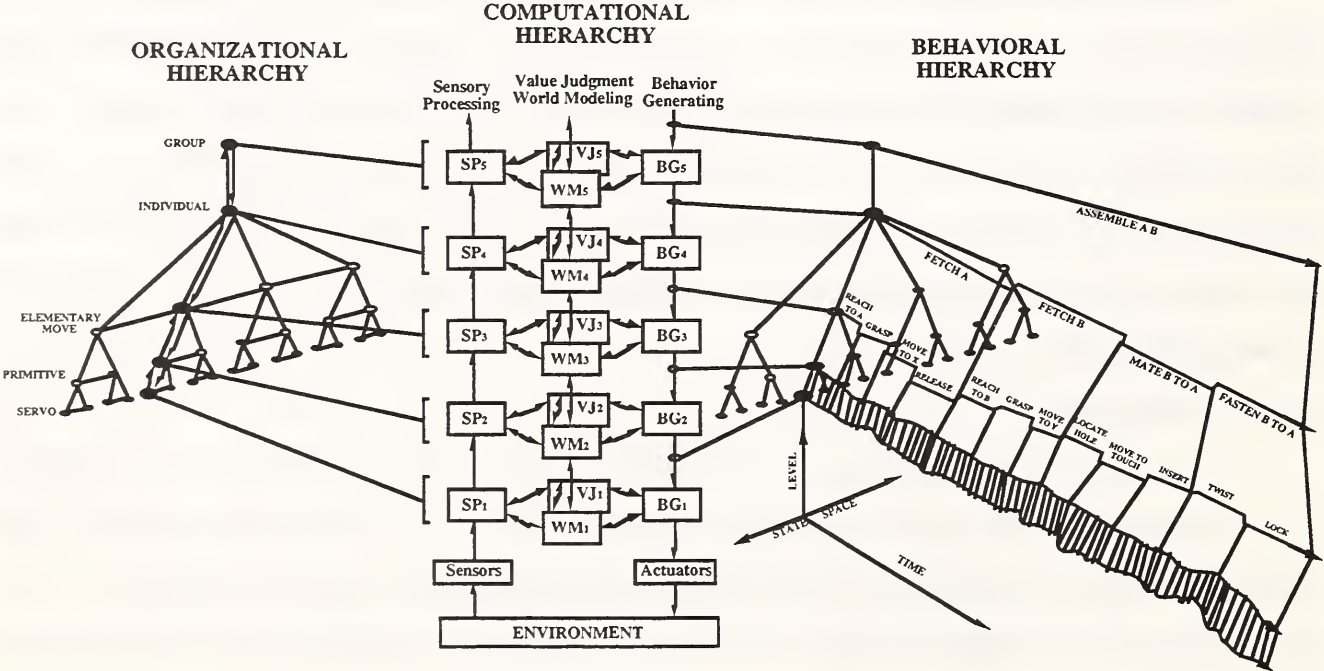 COMPUTATIONAL
HIERARCHY
ORGANIZATIONAL
HIERARCHY
BEHAVIORAL
HIERARCHY
Sensory
Processing
Value Judgment
World Modeling
Behavior
Generating
GROUP
INDIVIDUAL
ELEMENTARY
MOVE
PRIMITIVE
SERVO
SP5
VJ5
WM5
BG5
SP4
VJ4
WM4
BG4
SP3
VJ3
WM3
BG3
SP2
VJ2
WM2
BG2
SP1
VJ1
WM1
BG1
Sensors
Actuators
ENVIRONMENT
ASSEMBLE A B
FETCH A
FETCH B
MATE B TO A
FASTEN B TO A
REACH
TO A
GRASP
MOVE
TO X
RELEASE
REACH
TO B
GRASP
MOVE
TO Y
LOCATE
HOLE
MOVE TO
TOUCH
INSERT
TWIST
LOCK
LEVEL
STATE SPACE
TIME